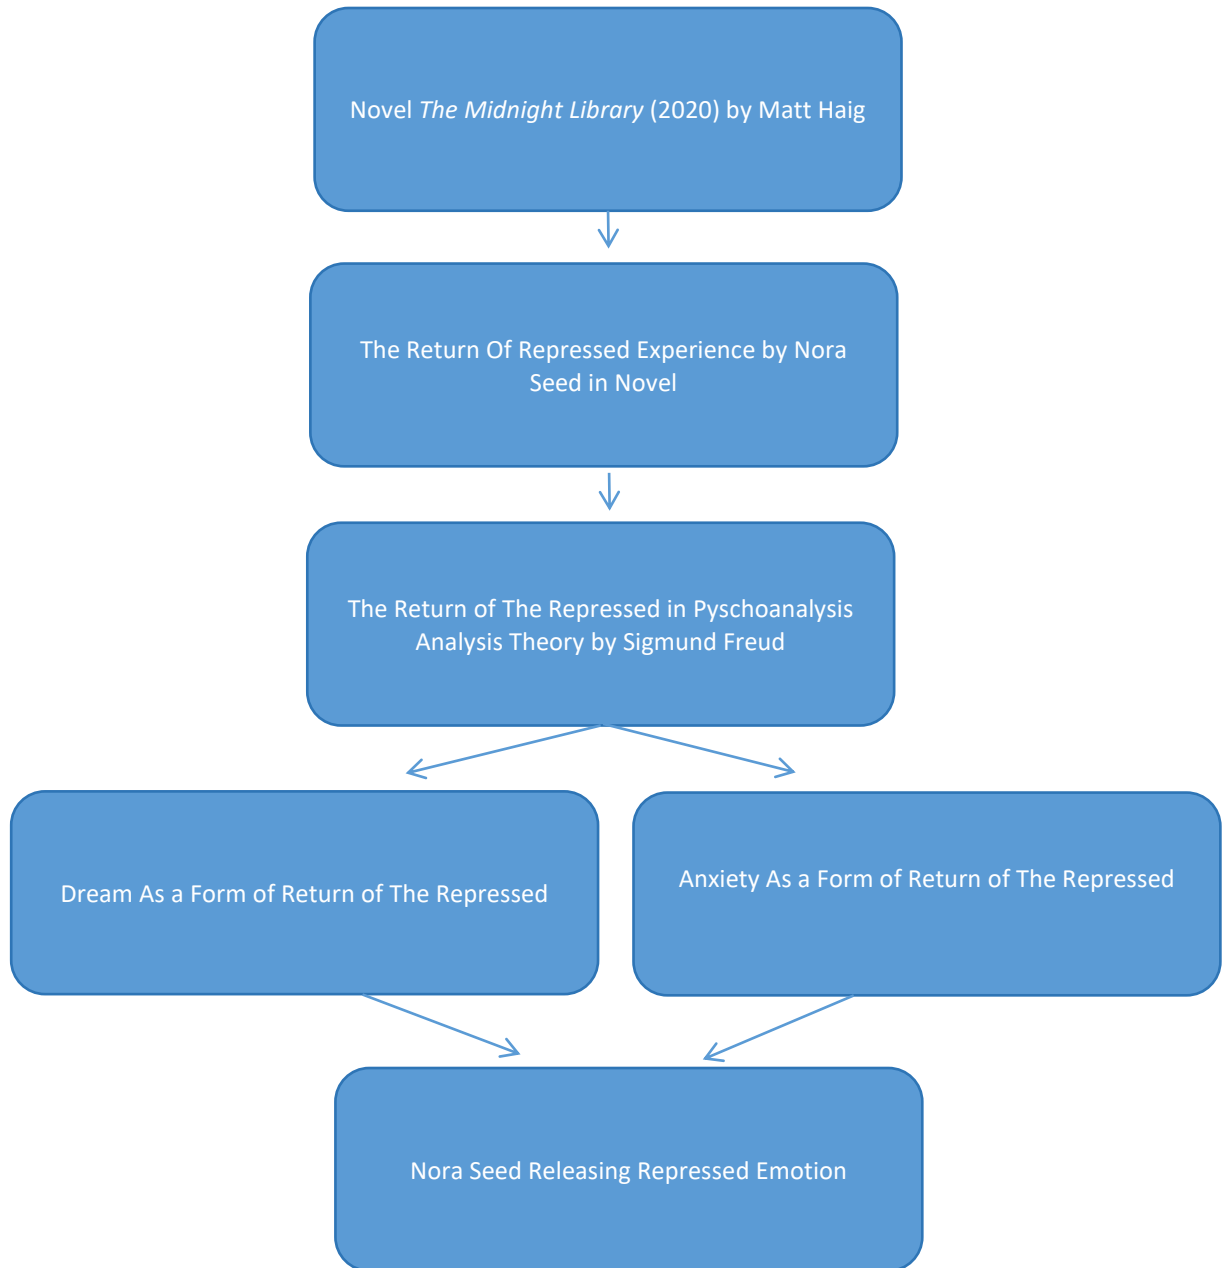 Novel The Midnight Library (2020) by Matt Haig
The Return Of Repressed Experience by Nora
Seed in Novel
The Return of The Repressed in Pyschoanalysis
Analysis Theory by Sigmund Freud
Dream As a Form of Return of The Repressed
Anxiety As a Form of Return of The Repressed
Nora Seed Releasing Repressed Emotion